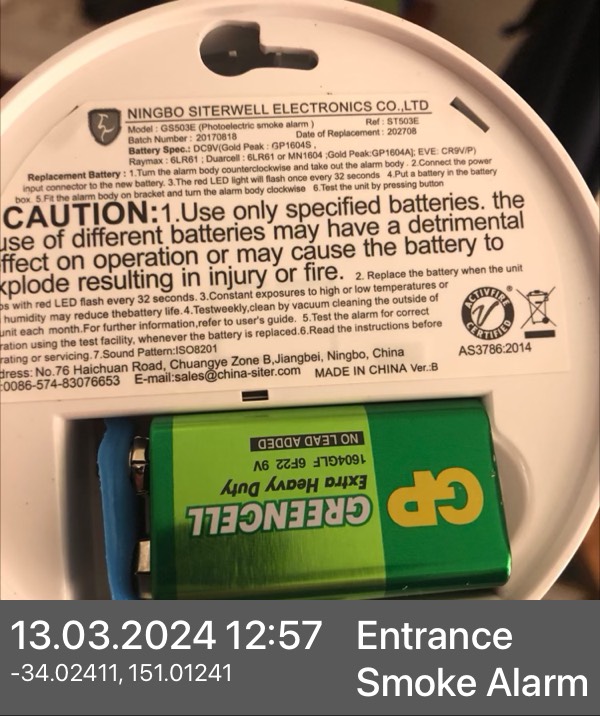 NINGBO SITERWELL ELECTRONICS CO.,LTD
Model : GS503E (Photoelectric smoke alarm )
Ref : ST503E
Batch Number : 20170818
Date of Replacement : 202708
Battery Spec.: DC9V(Gold Peak : GP1604S ,
Raymax : 6LR61 ; Duarcell : 6LR61 or MN1604 ;Gold Peak:GP1604A]; EVE: CR9V/P)
Replacement Battery : 1.Turn the alarm body counterclockwise and take out the alarm body . 2.Connect the power
input connector to the new battery. 3.The red LED light will flash once every 32 seconds 4.Put a battery in the battery
box. 5.Fit the alarm body on bracket and turn the alarm body clockwise 6.Test the unit by pressing button
CAUTION:1.Use only specified batteries. the
use of different batteries may have a detrimental
ffect on operation or may cause the battery to
xplode resulting in injury or fire. 2. Replace the battery when the unit
ps with red LED flash every 32 seconds. 3.Constant exposures to high or low temperatures or
humidity may reduce thebattery life.4.Testweekly,clean by vacuum cleaning the outside of
unit each month.For further information,refer to user's guide. 5.Test the alarm for correct
ration using the test facility, whenever the battery is replaced.6.Read the instructions before
rating or servicing.7.Sound Pattern:ISO8201
dress: No.76 Haichuan Road, Chuangye Zone B,Jiangbei, Ningbo, China
:0086-574-83076653 E-mail:sales@china-siter.com MADE IN CHINA Ver.:B
ACTIVFIRE
CERTIFIED
®
AS3786:2014
GP
GREENCELL
Extra Heavy Duty
1604GLF 6F22 9V
NO LEAD ADDED
13.03.2024 12:57
-34.02411, 151.01241
Entrance
Smoke Alarm